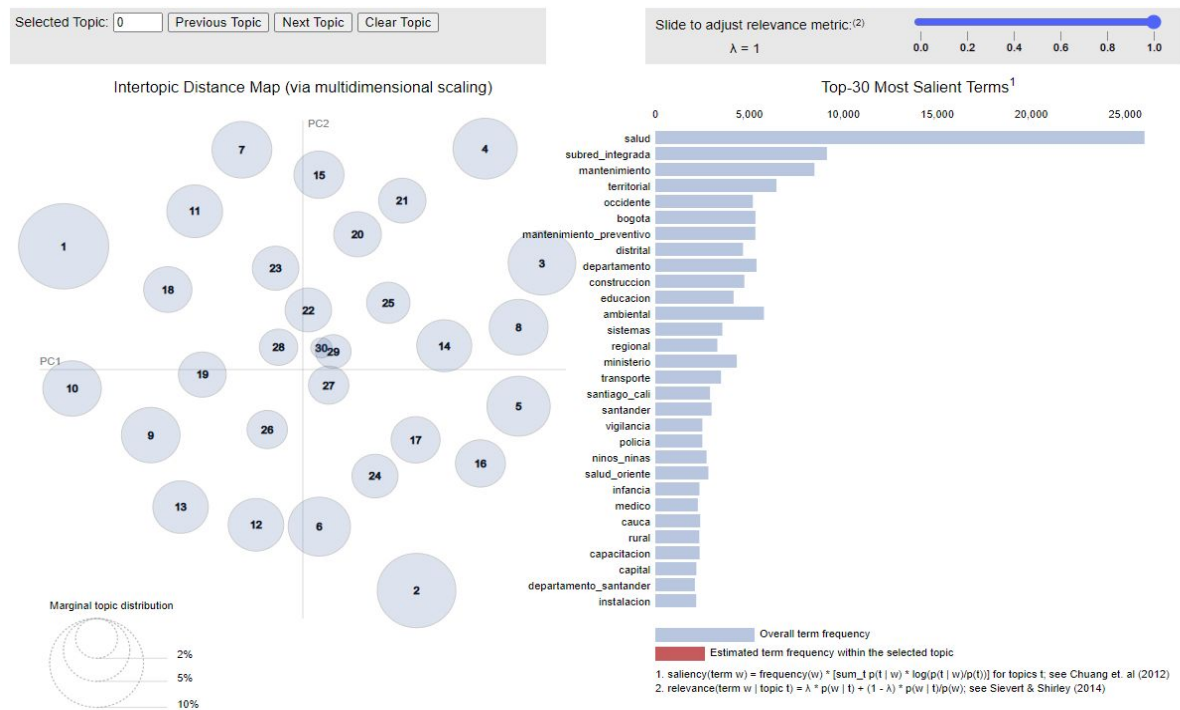 Selected Topic: 0 Previous Topic Next Topic Clear Topic
Slide to adjust relevance metric:(2)
λ = 1
0.0 0.2 0.4 0.6 0.8 1.0
Intertopic Distance Map (via multidimensional scaling)
PC2
PC1
7
4
15
21
11
20
1
3
23
18
25
22
8
28
30
29
14
19
27
10
5
26
9
17
16
24
13
12
6
2
Marginal topic distribution
2%
5%
10%
Top-30 Most Salient Terms1
0 5,000 10,000 15,000 20,000 25,000
salud
subred_integrada
mantenimiento
territorial
occidente
bogota
mantenimiento_preventivo
distrital
departamento
construccion
educacion
ambiental
sistemas
regional
ministerio
transporte
santiago_cali
santander
vigilancia
policia
ninos_ninas
salud_oriente
infancia
medico
cauca
rural
capacitacion
capital
departamento_santander
instalacion
Overall term frequency
Estimated term frequency within the selected topic
1. saliency(term w) = frequency(w) * [sum_t p(t | w) * log(p(t | w)/p(t))] for topics t; see Chuang et. al (2012)
2. relevance(term w | topic t) = λ * p(w | t) + (1 - λ) * p(w | t)/p(w); see Sievert & Shirley (2014)